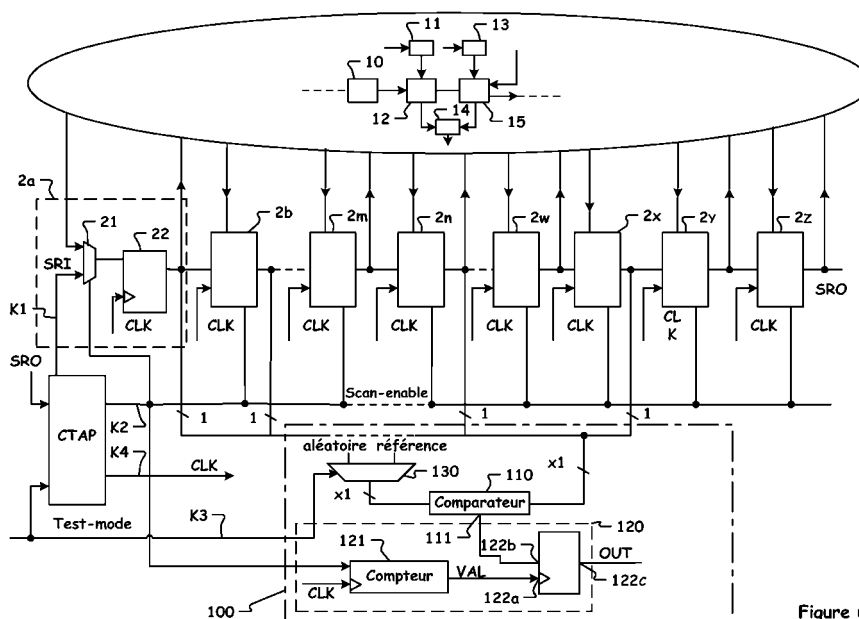 11
13
10
12
14
15
2a
21
22
2b
2m
2n
2w
2x
2y
2z
SRI
K1
CLK
CLK
CLK
CLK
CLK
CLK
CL
K
CLK
SRO
SRO
Scan-enable
1
1
1
1
CTAP
K2
K4
CLK
aléatoire référence
130
110
x1
x1
Comparateur
Test-mode
K3
111
120
121
122b
OUT
Compteur
VAL
122c
CLK
122a
100
Figure